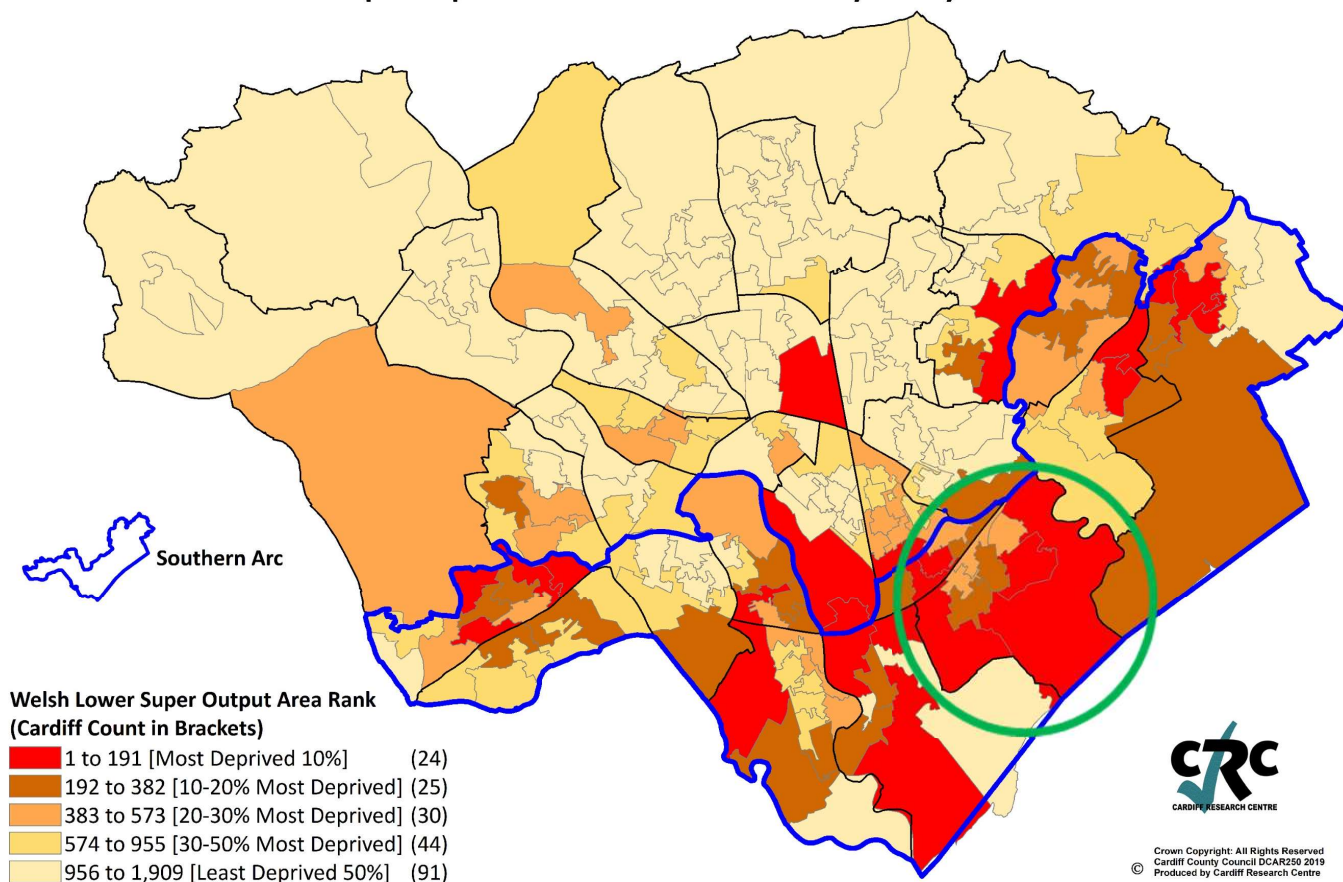 Southern Arc
Welsh Lower Super Output Area Rank
(Cardiff Count in Brackets)
1 to 191 [Most Deprived 10%] (24)
192 to 382 [10-20% Most Deprived] (25)
383 to 573 [20-30% Most Deprived] (30)
574 to 955 [30-50% Most Deprived] (44)
956 to 1,909 [Least Deprived 50%] (91)
CRC
CARDIFF RESEARCH CENTRE
Crown Copyright: All Rights Reserved
Cardiff County Council DCAR250 2019
© Produced by Cardiff Research Centre